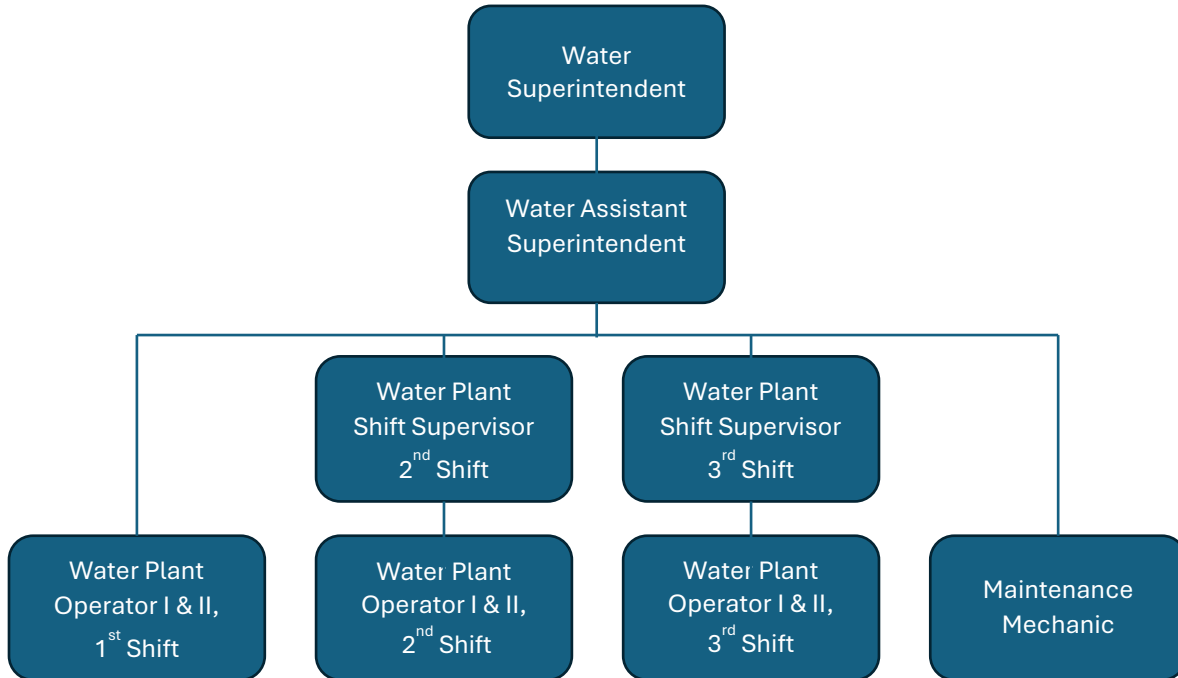 Water
Superintendent
Water Assistant
Superintendent
Water Plant
Shift Supervisor
2nd Shift
Water Plant
Shift Supervisor
3rd Shift
Water Plant
Operator I & II,
1st Shift
Water Plant
Operator I & II,
2nd Shift
Water Plant
Operator I & II,
3rd Shift
Maintenance
Mechanic